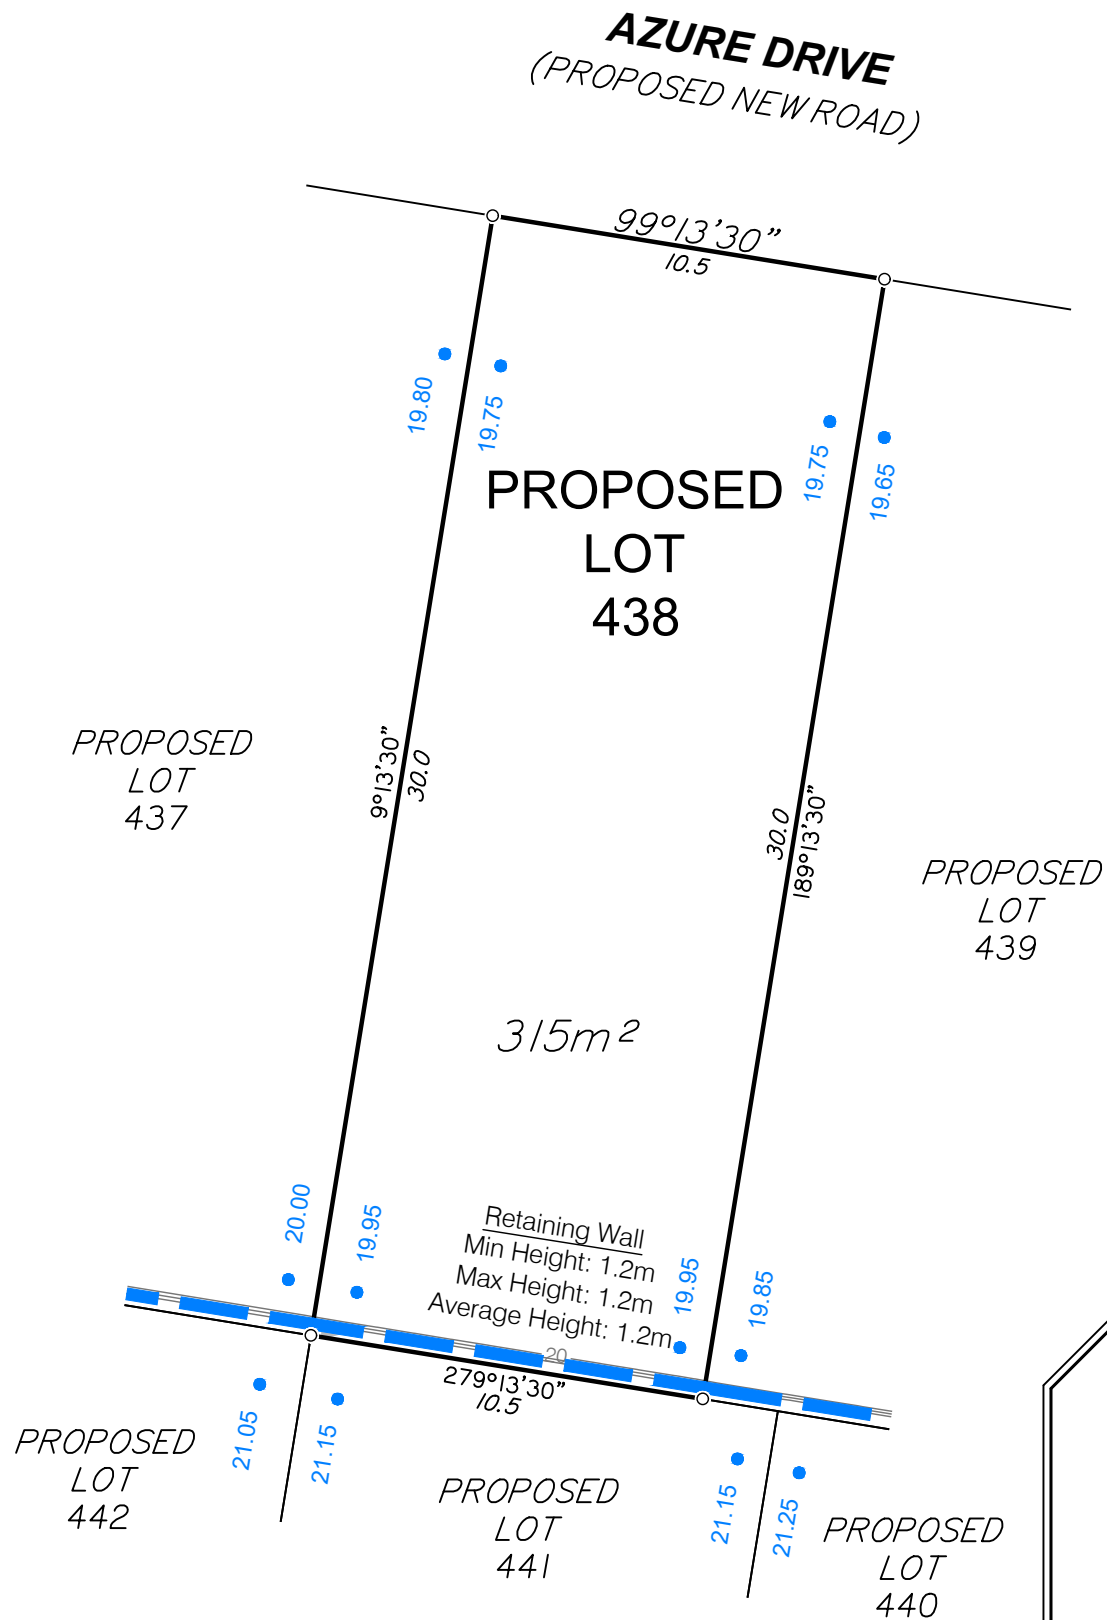 AZURE DRIVE
(PROPOSED NEW ROAD)
99°13'30"
10.5
19.80
19.75
19.75
19.65
PROPOSED
LOT
438
9°13'30"
30.0
30.0
189°13'30"
PROPOSED
LOT
437
PROPOSED
LOT
439
315m²
20.00
19.95
Retaining Wall
Min Height: 1.2m
Max Height: 1.2m
Average Height: 1.2m
19.95
19.85
20
279°13'30"
10.5
21.05
21.15
21.15
21.25
PROPOSED
LOT
442
PROPOSED
LOT
441
PROPOSED
LOT
440